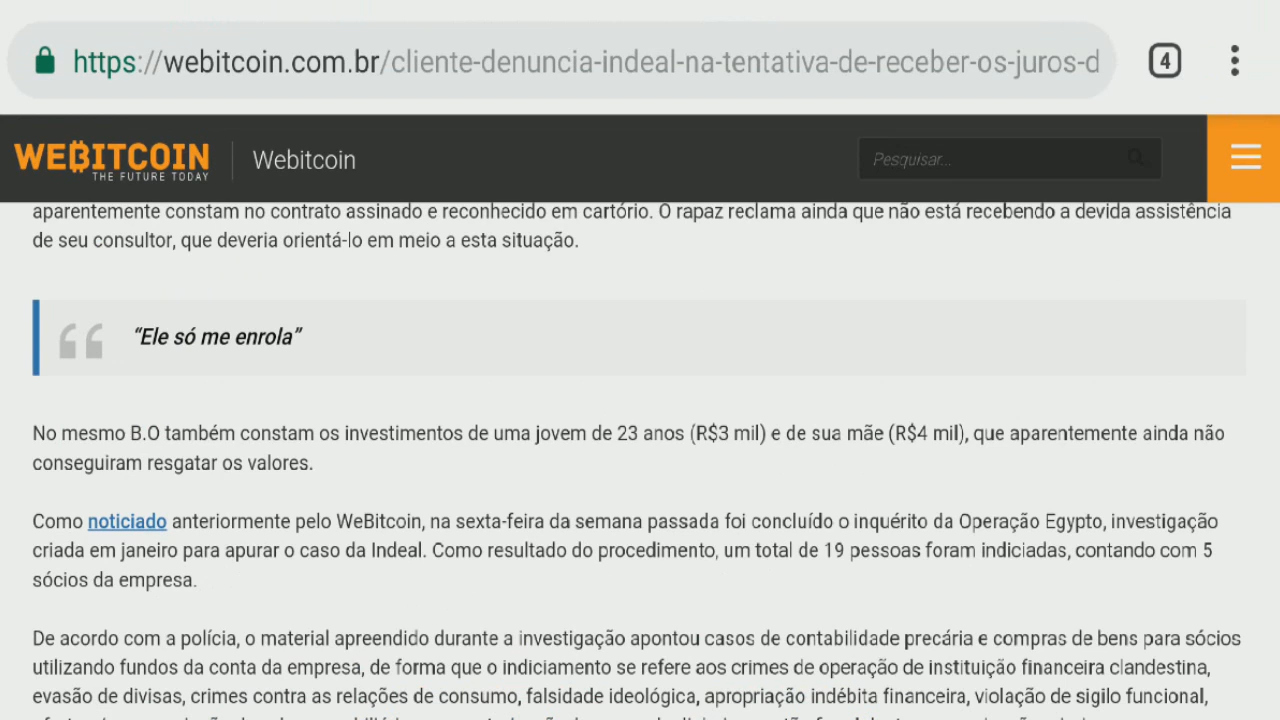 https://webitcoin.com.br/cliente-denuncia-indeal-na-tentativa-de-receber-os-juros-d
4
WEBITCOIN
THE FUTURE TODAY
Webitcoin
Pesquisar...
aparentemente constam no contrato assinado e reconhecido em cartório. O rapaz reclama ainda que não está recebendo a devida assistência
de seu consultor, que deveria orientá-lo em meio a esta situação.
“Ele só me enrola”
No mesmo B.O também constam os investimentos de uma jovem de 23 anos (R$3 mil) e de sua mãe (R$4 mil), que aparentemente ainda não
conseguiram resgatar os valores.
Como noticiado anteriormente pelo WeBitcoin, na sexta-feira da semana passada foi concluído o inquérito da Operação Egypto, investigação
criada em janeiro para apurar o caso da Indeal. Como resultado do procedimento, um total de 19 pessoas foram indiciadas, contando com 5
sócios da empresa.
De acordo com a polícia, o material apreendido durante a investigação apontou casos de contabilidade precária e compras de bens para sócios
utilizando fundos da conta da empresa, de forma que o indiciamento se refere aos crimes de operação de instituição financeira clandestina,
evasão de divisas, crimes contra as relações de consumo, falsidade ideológica, apropriação indébita financeira, violação de sigilo funcional,